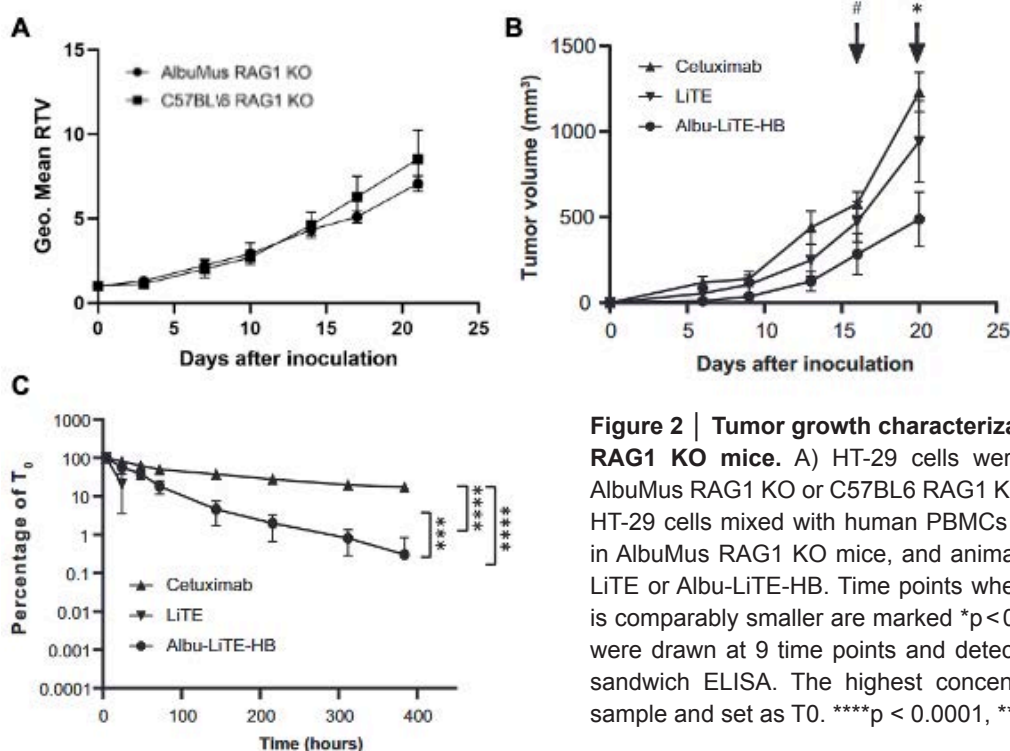 A
15
10
5
0
Geo. Mean RTV
AlbuMus RAG1 KO
C57BL\6 RAG1 KO
0 5 10 15 20 25
Days after inoculation
B
# *
1500
1000
500
0
Tumor volume (mm³)
Cetuximab
LiTE
Albu-LiTE-HB
0 5 10 15 20 25
Days after inoculation
C
1000
100
10
1
0.1
0.01
0.001
0.0001
Percentage of T₀
Cetuximab
LiTE
Albu-LiTE-HB
***
****
****
0 100 200 300 400
Time (hours)
Figure 2 | Tumor growth characteriza
RAG1 KO mice. A) HT-29 cells wer
AlbuMus RAG1 KO or C57BL6 RAG1 K
HT-29 cells mixed with human PBMCs
in AlbuMus RAG1 KO mice, and anima
LiTE or Albu-LiTE-HB. Time points whe
is comparably smaller are marked *p<0
were drawn at 9 time points and detec
sandwich ELISA. The highest concen
sample and set as T0. ****p < 0.0001, **